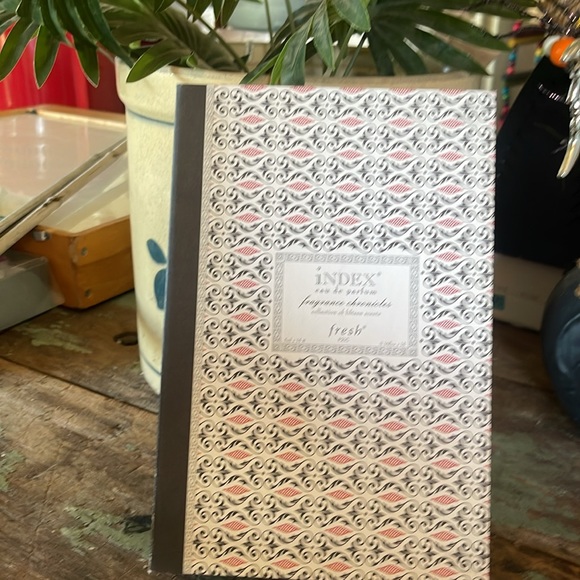 iNDEX®
eau de parfum
fragrance chronicles
fresh®